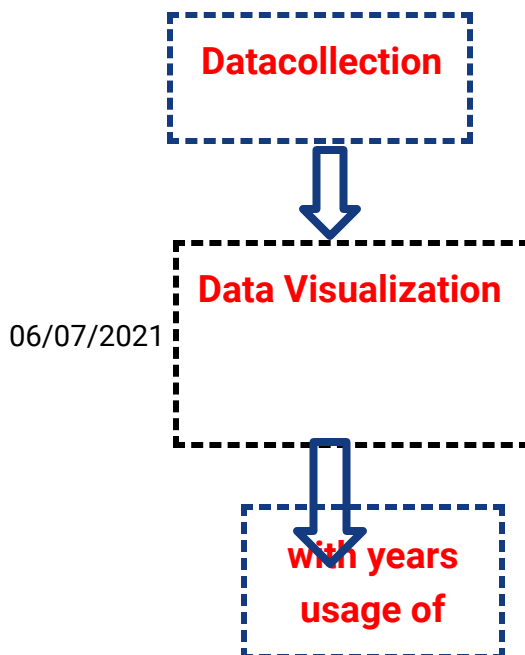 Datacollection
Data Visualization
06/07/2021
with years
usage of